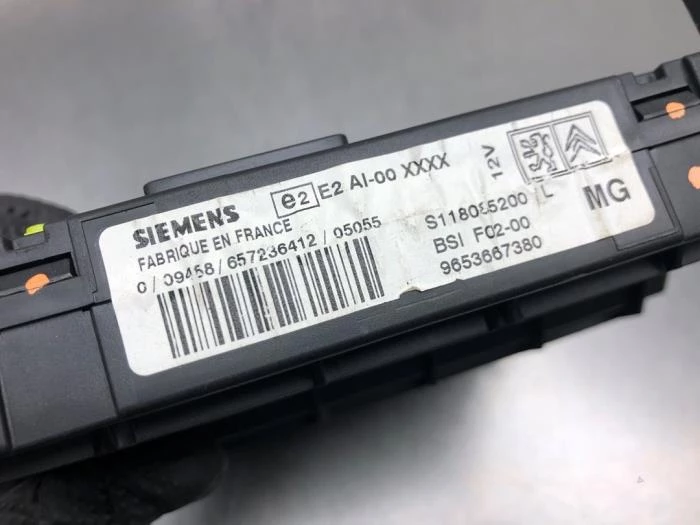 SIEMENS
e2 E2 AI-00 XXXX
12V
FABRIQUE EN FRANCE
0/09458/657236412/05055
S118085200 L
BSI F02-00
9653667380
MG